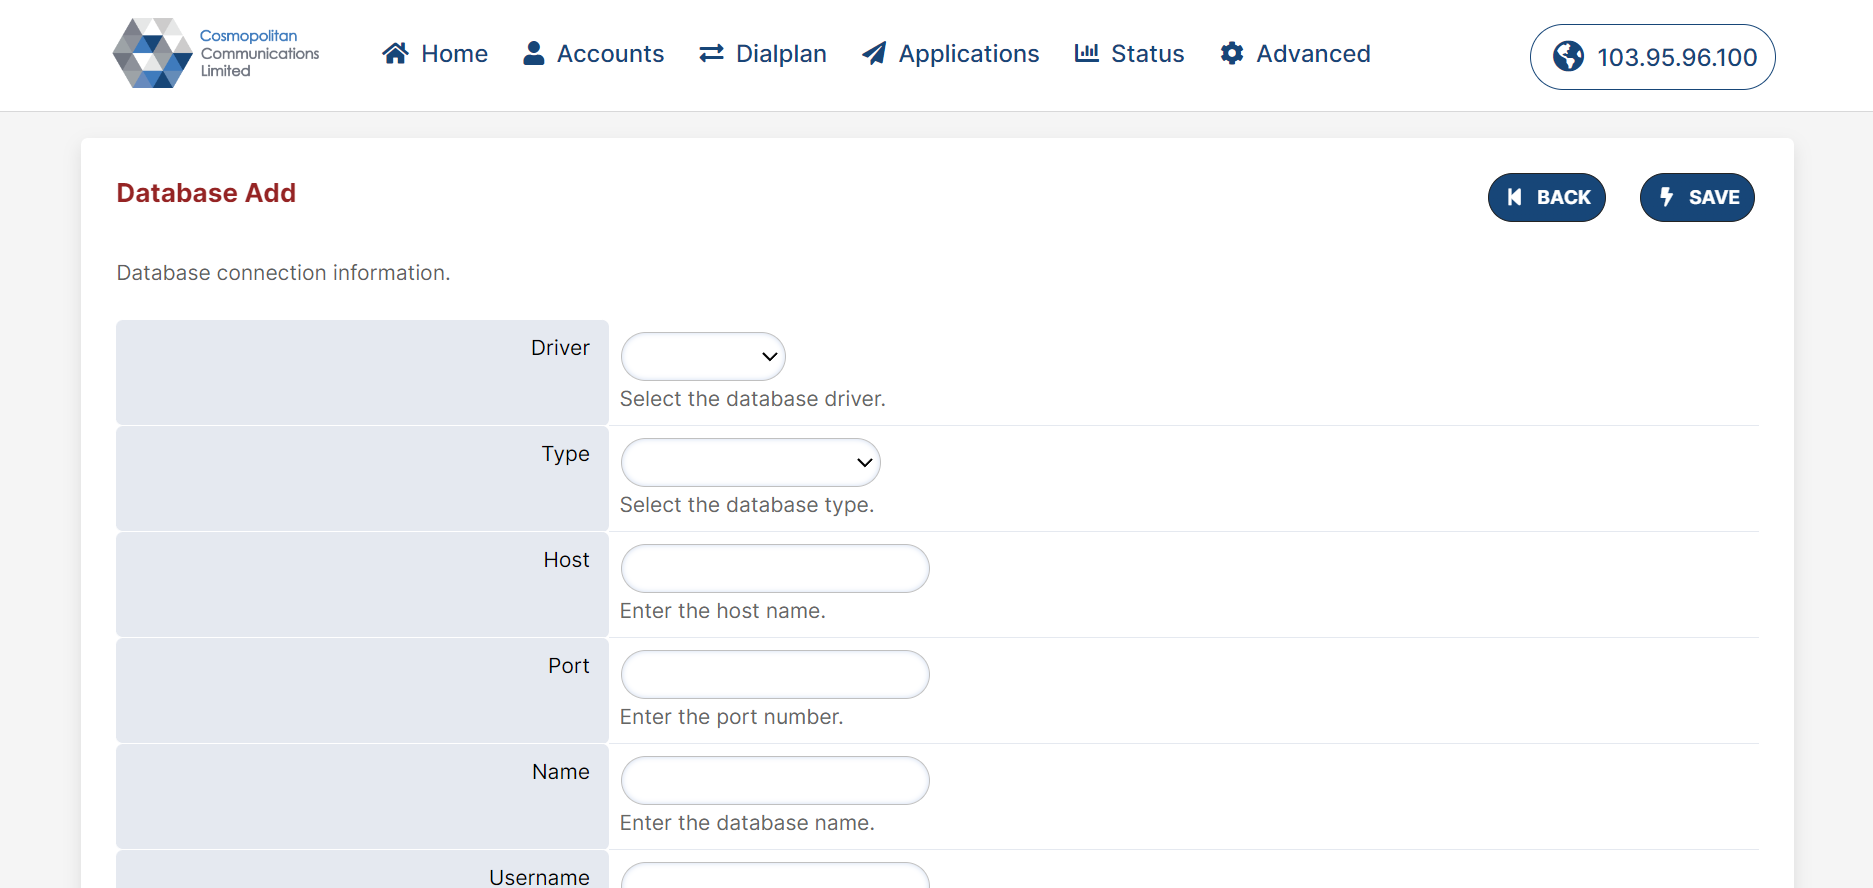 Cosmopolitan
Communications
Limited
Home
Accounts
Dialplan
Applications
Status
Advanced
103.95.96.100
Database Add
BACK
SAVE
Database connection information.
Driver
Select the database driver.
Type
Select the database type.
Host
Enter the host name.
Port
Enter the port number.
Name
Enter the database name.
Username